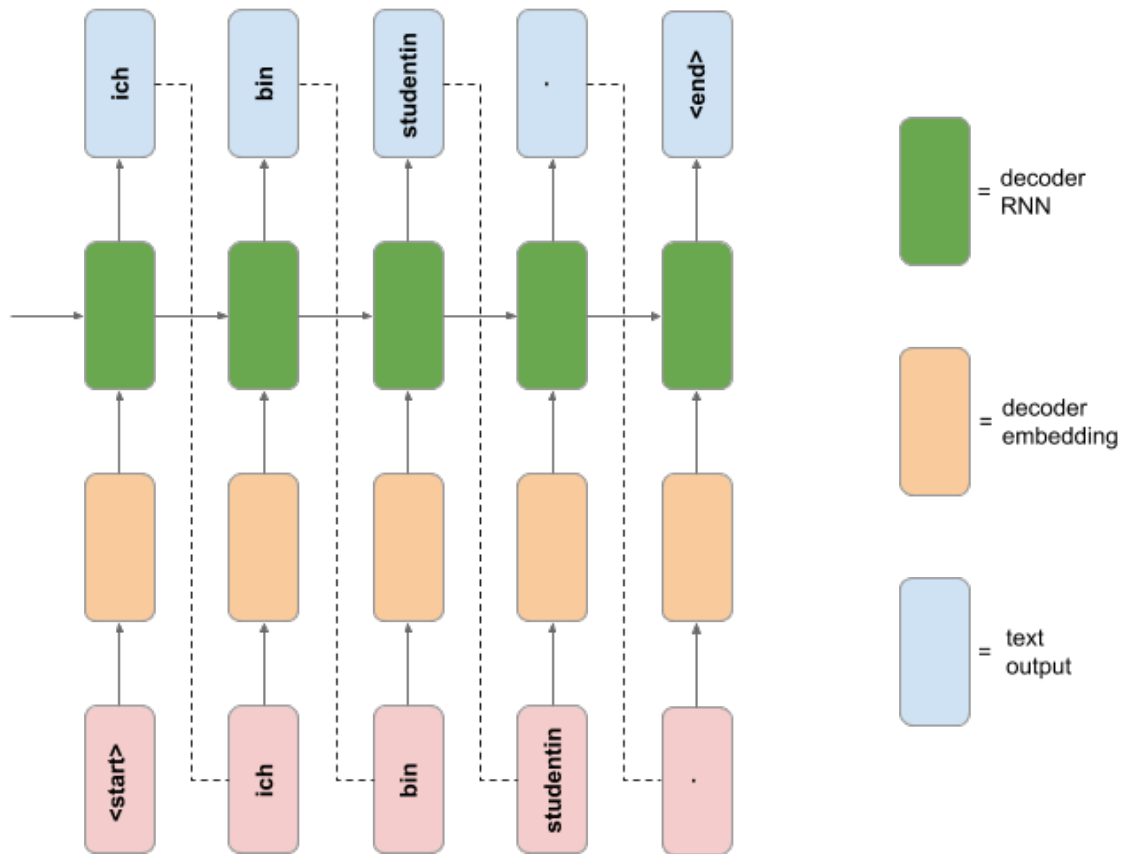 ich
bin
studentin
.
<end>
= decoder
RNN
= decoder
embedding
= text
output
<start>
ich
bin
studentin
.